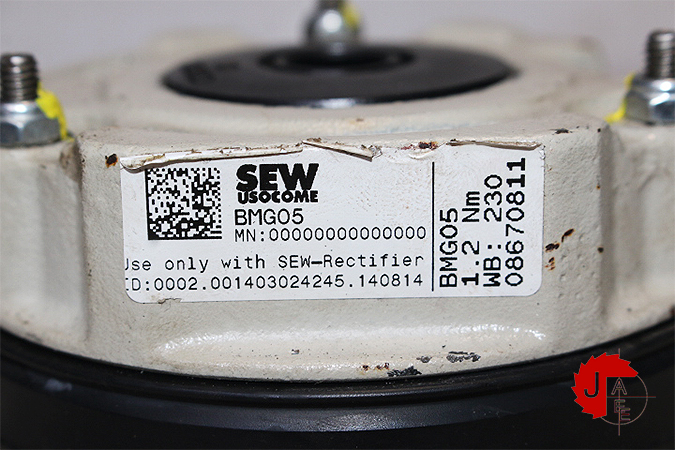 SEW
USOCOME
BMG05
MN:00000000000000
Use only with SEW-Rectifier
ID:0002.001403024245.140814
BMG05
1.2 Nm
WB: 230
08670811
J